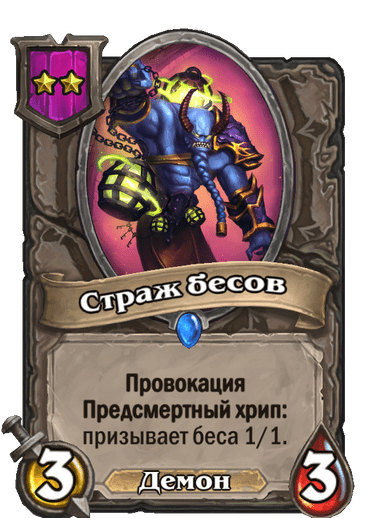 Страж бесов
Провокация
Предсмертный хрип:
призывает беса 1/1.
3
Демон
3